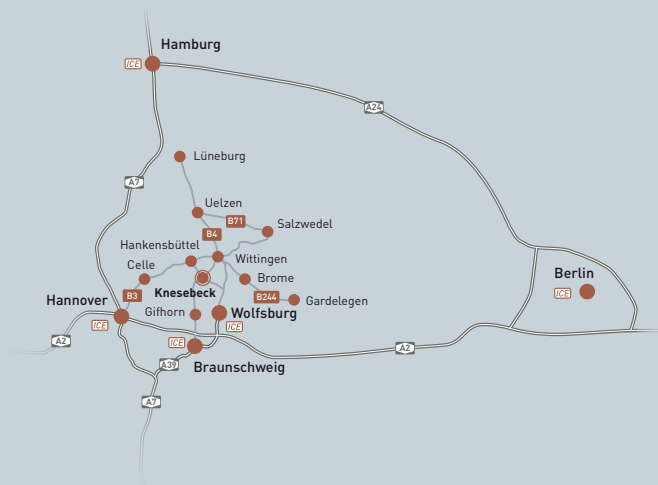 Hamburg
ICE
A24
Lüneburg
A7
Uelzen
B71
Salzwedel
B4
Hankensbüttel
Wittingen
Celle
Berlin
Brome
ICE
Knesebeck
B3
B244
Gardelegen
Hannover
Gifhorn
Wolfsburg
ICE
ICE
A2
ICE
A2
A39
Braunschweig
A7